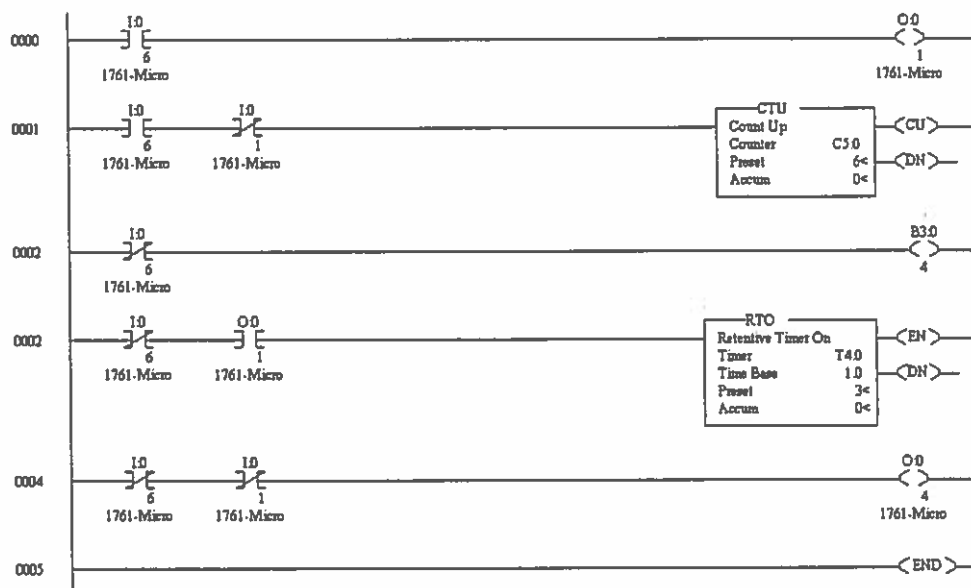 I:0 O:0
0000
6 1
1761-Micro 1761-Micro
I:0 I:0 CTU
0001 Count Up CU
6 1 Counter C5:0
1761-Micro 1761-Micro Preset 6< DN
Accum 0<
I:0 B3:0
0002
6 4
1761-Micro
I:0 O:0 RTO
0002 Retentive Timer On EN
6 1 Timer T4:0
1761-Micro 1761-Micro Time Base 1.0 DN
Preset 3<
Accum 0<
I:0 I:0 O:0
0004
6 1 4
1761-Micro 1761-Micro 1761-Micro
0005 END